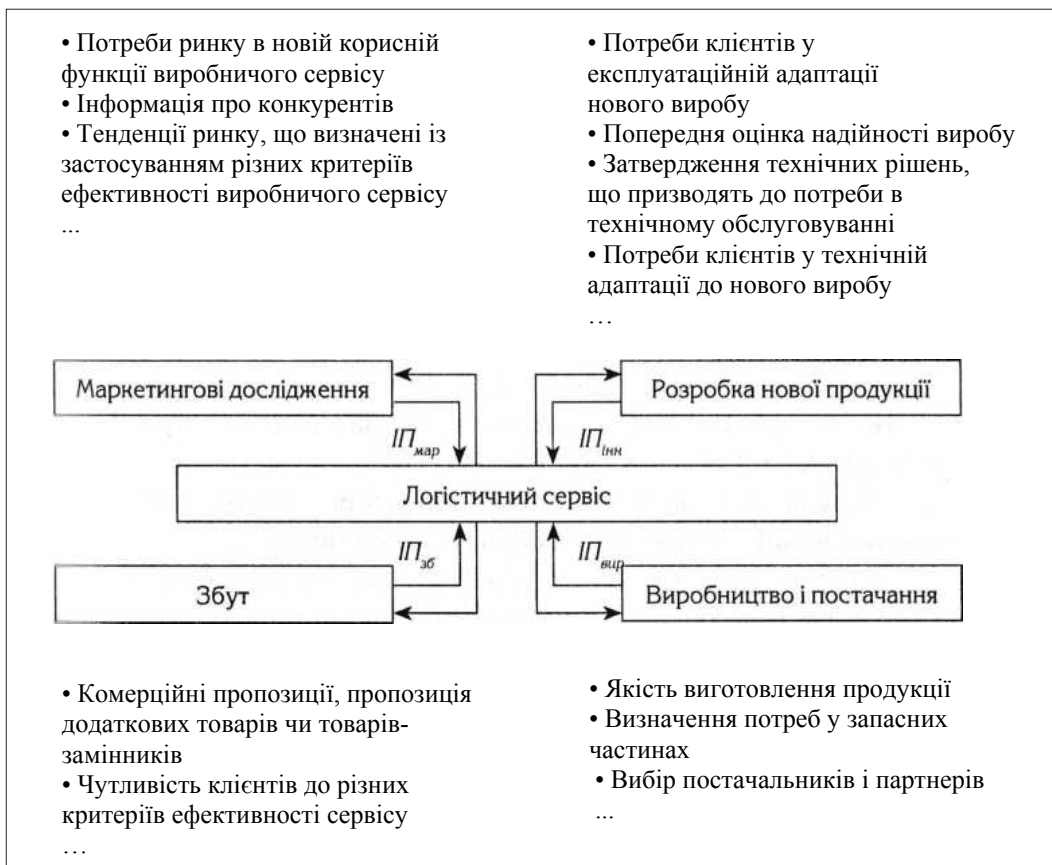 • Потреби ринку в новій корисній
функції виробничого сервісу
• Інформація про конкурентів
• Тенденції ринку, що визначені із
застосуванням різних критеріїв
ефективності виробничого сервісу
...
• Потреби клієнтів у
експлуатаційній адаптації
нового виробу
• Попередня оцінка надійності виробу
• Затвердження технічних рішень,
що призводять до потреби в
технічному обслуговуванні
• Потреби клієнтів у технічній
адаптації до нового виробу
…
Маркетингові дослідження
Розробка нової продукції
ІПмар
ІПінн
Логістичний сервіс
ІПзб
ІПвир
Збут
Виробництво і постачання
• Комерційні пропозиції, пропозиція
додаткових товарів чи товарів-
замінників
• Чутливість клієнтів до різних
критеріїв ефективності сервісу
…
• Якість виготовлення продукції
• Визначення потреб у запасних
частинах
• Вибір постачальників і партнерів
...